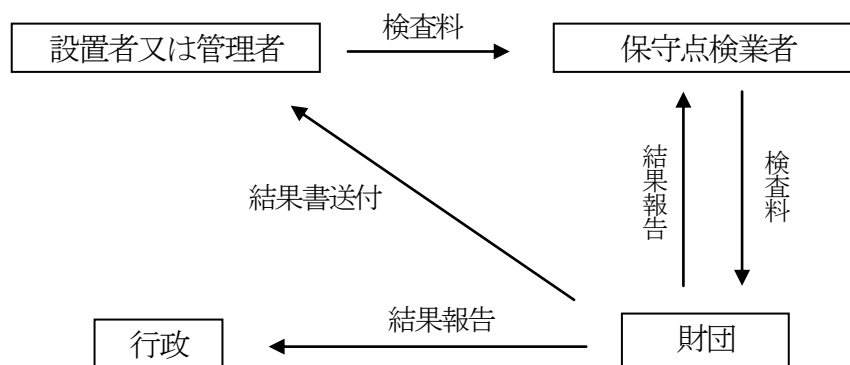 検査料
設置者又は管理者
保守点検業者
結果報告
検査料
結果書送付
結果報告
行政
財団